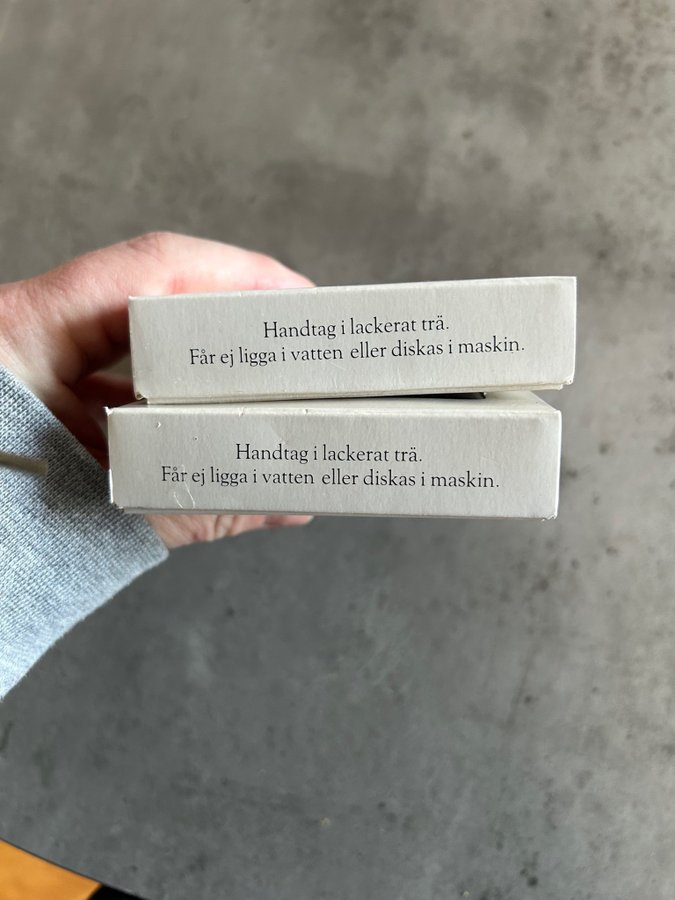 Handtag i lackerat trä.
Får ej ligga i vatten eller diskas i maskin.
Handtag i lackerat trä.
Får ej ligga i vatten eller diskas i maskin.